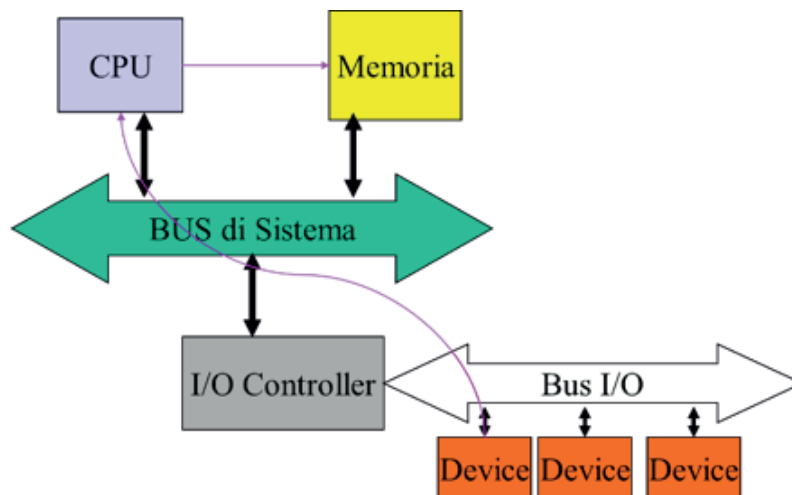 CPU
Memoria
BUS di Sistema
I/O Controller
Bus I/O
Device
Device
Device